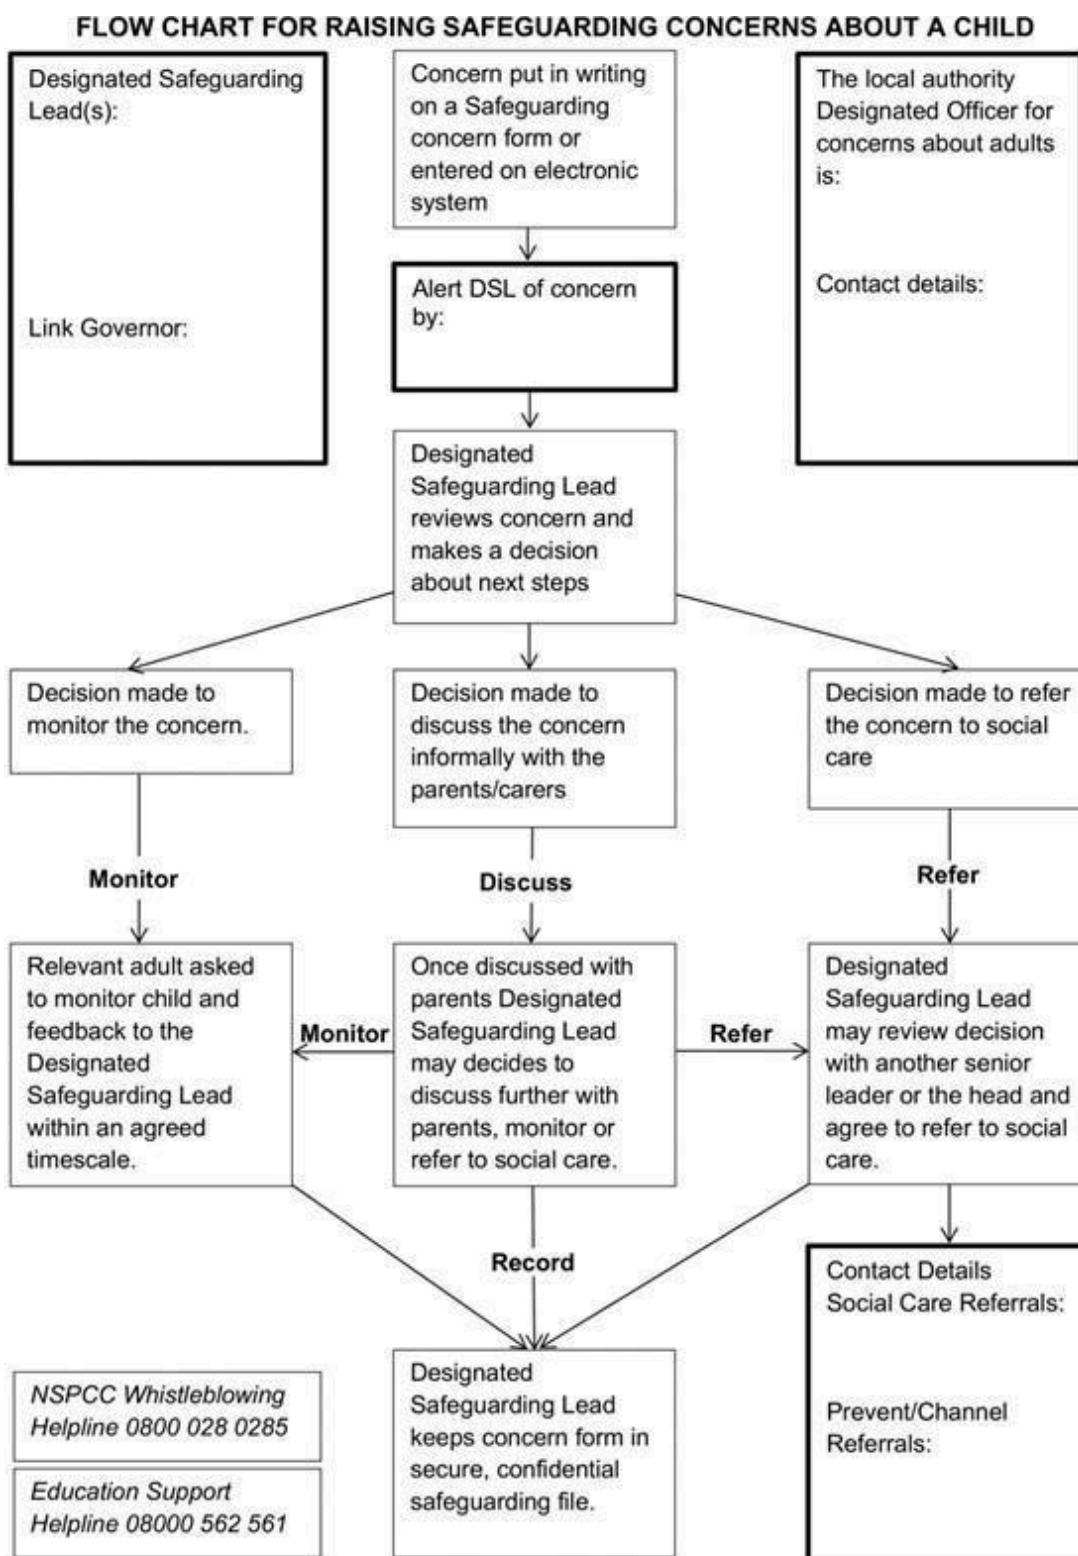 FLOW CHART FOR RAISING SAFEGUARDING CONCERNS ABOUT A CHILD
Designated Safeguarding
Lead(s):
Link Governor:
Concern put in writing
on a Safeguarding
concern form or
entered on electronic
system
The local authority
Designated Officer for
concerns about adults
is:
Contact details:
Alert DSL of concern
by:
Designated
Safeguarding Lead
reviews concern and
makes a decision
about next steps
Decision made to
monitor the concern.
Decision made to
discuss the concern
informally with the
parents/carers
Decision made to refer
the concern to social
care
Monitor
Discuss
Refer
Relevant adult asked
to monitor child and
feedback to the
Designated
Safeguarding Lead
within an agreed
timescale.
Monitor
Once discussed with
parents Designated
Safeguarding Lead
may decides to
discuss further with
parents, monitor or
refer to social care.
Refer
Designated
Safeguarding Lead
may review decision
with another senior
leader or the head and
agree to refer to social
care.
Record
Contact Details
Social Care Referrals:
Prevent/Channel
Referrals:
Designated
Safeguarding Lead
keeps concern form in
secure, confidential
safeguarding file.
NSPCC Whistleblowing
Helpline 0800 028 0285
Education Support
Helpline 08000 562 561